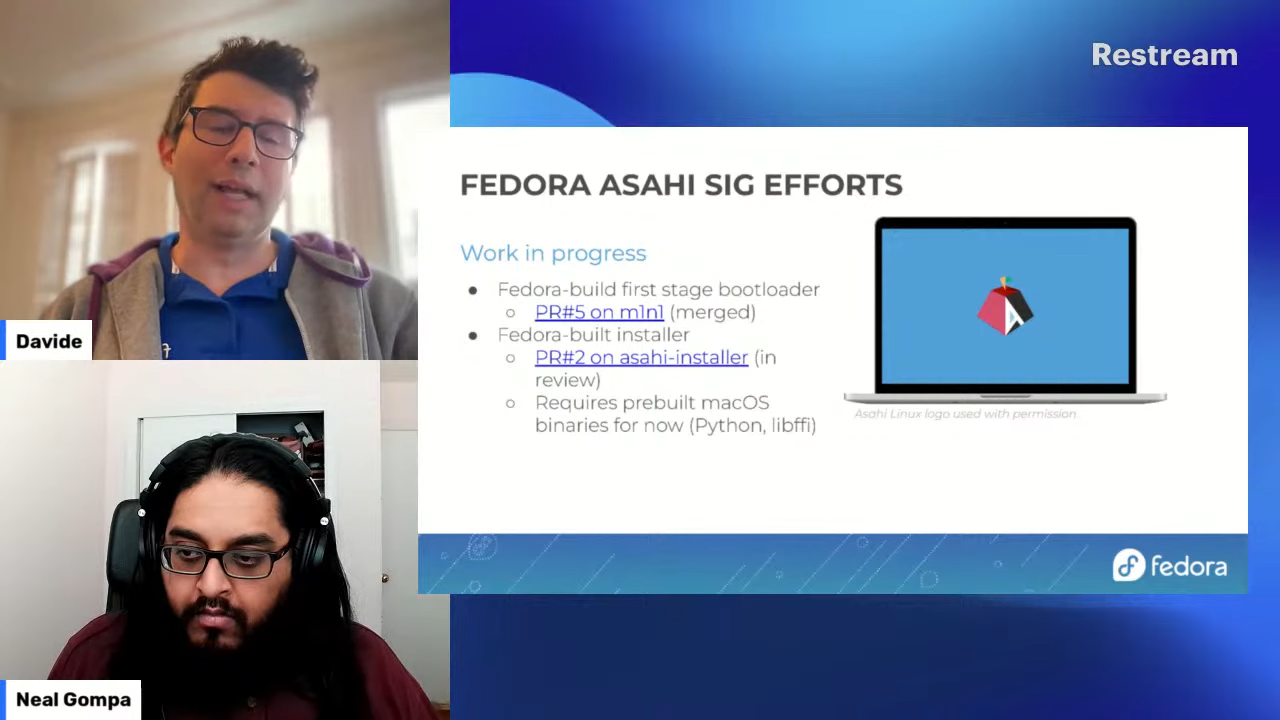 Restream
FEDORA ASAHI SIG EFFORTS
Work in progress
● Fedora-build first stage bootloader
○ PR#5 on m1n1 (merged)
● Fedora-built installer
○ PR#2 on asahi-installer (in
review)
○ Requires prebuilt macOS
binaries for now (Python, libffi)
Asahi Linux logo used with permission.
fedora
Davide
Neal Gompa